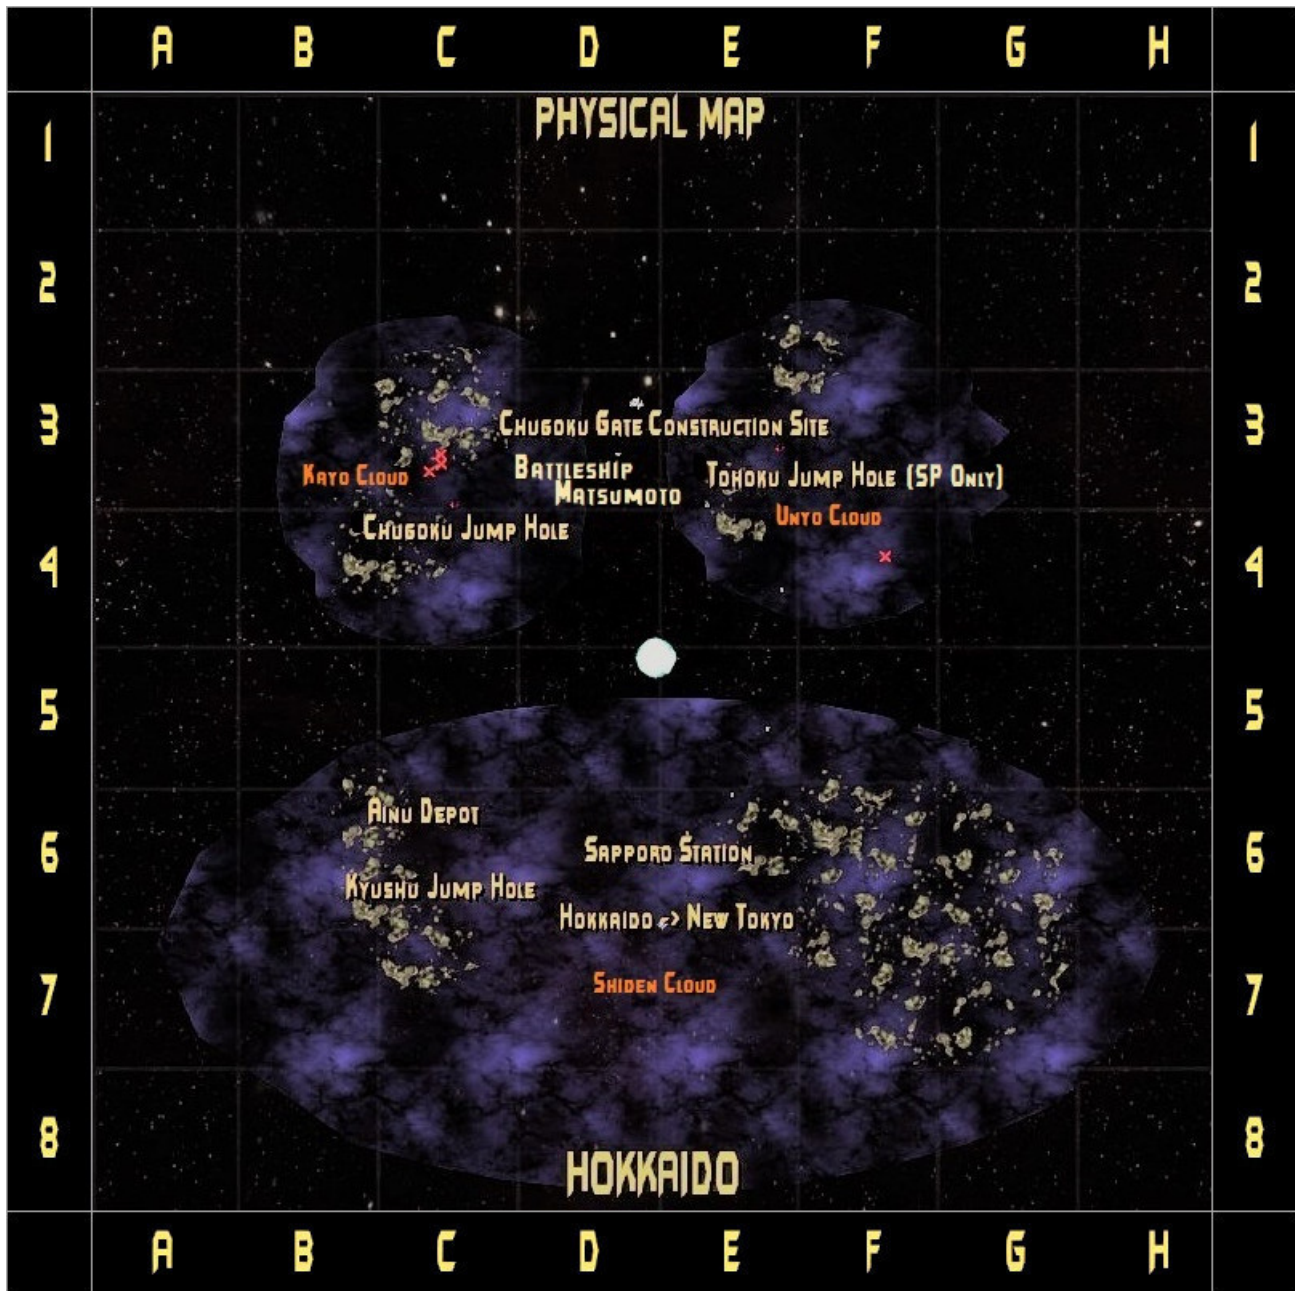 A B C D E F G H
PHYSICAL MAP
1 1
2 2
3 3
Chugoku Gate Construction Site
Kayo Cloud
Battleship
Matsumoto
Tohoku Jump Hole (SP Only)
Unyo Cloud
Chugoku Jump Hole
4 4
5 5
Ainu Depot
6 6
Sapporo Station
Kyushu Jump Hole
Hokkaido -> New Tokyo
Shiden Cloud
7 7
8 8
HOKKAIDO
A B C D E F G H